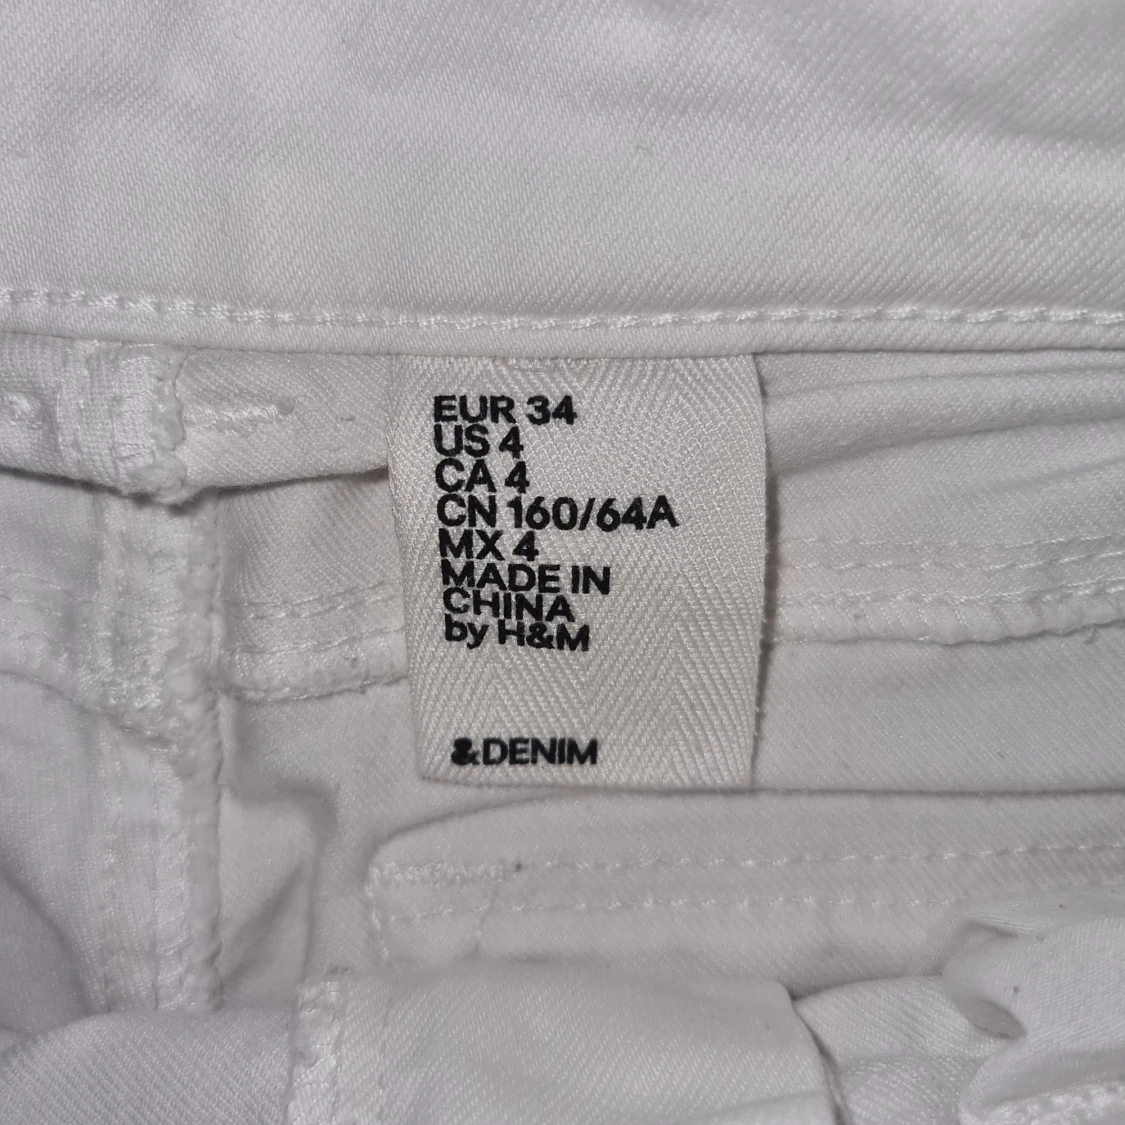 EUR 34
US 4
CA 4
CN 160/64A
MX 4
MADE IN
CHINA
by H&M
&DENIM